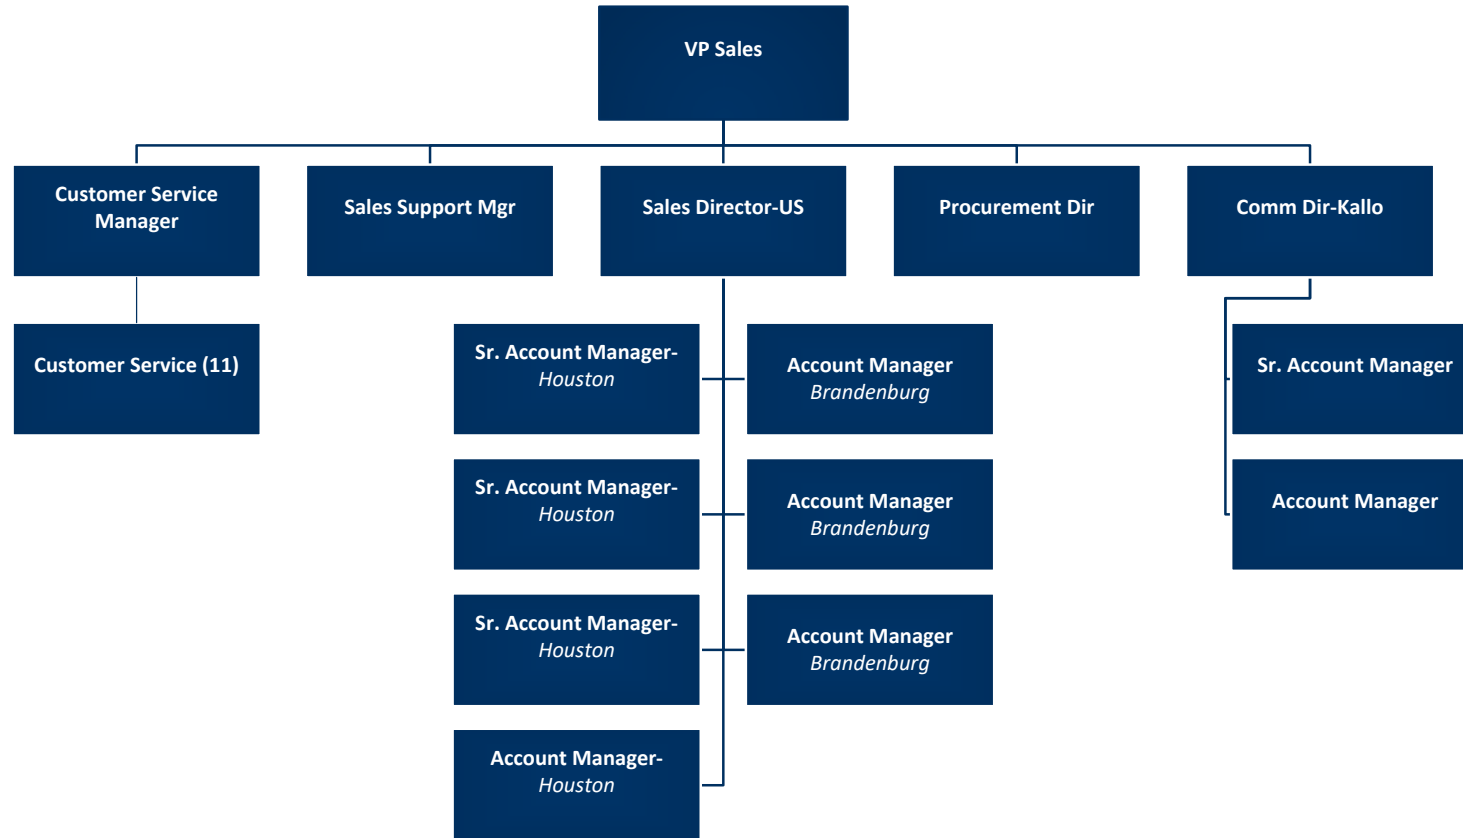 VP Sales
Customer Service
Manager
Sales Support Mgr
Sales Director-US
Procurement Dir
Comm Dir-Kallo
Customer Service (11)
Sr. Account Manager-
Houston
Account Manager
Brandenburg
Sr. Account Manager
Sr. Account Manager-
Houston
Account Manager
Brandenburg
Account Manager
Sr. Account Manager-
Houston
Account Manager
Brandenburg
Account Manager-
Houston